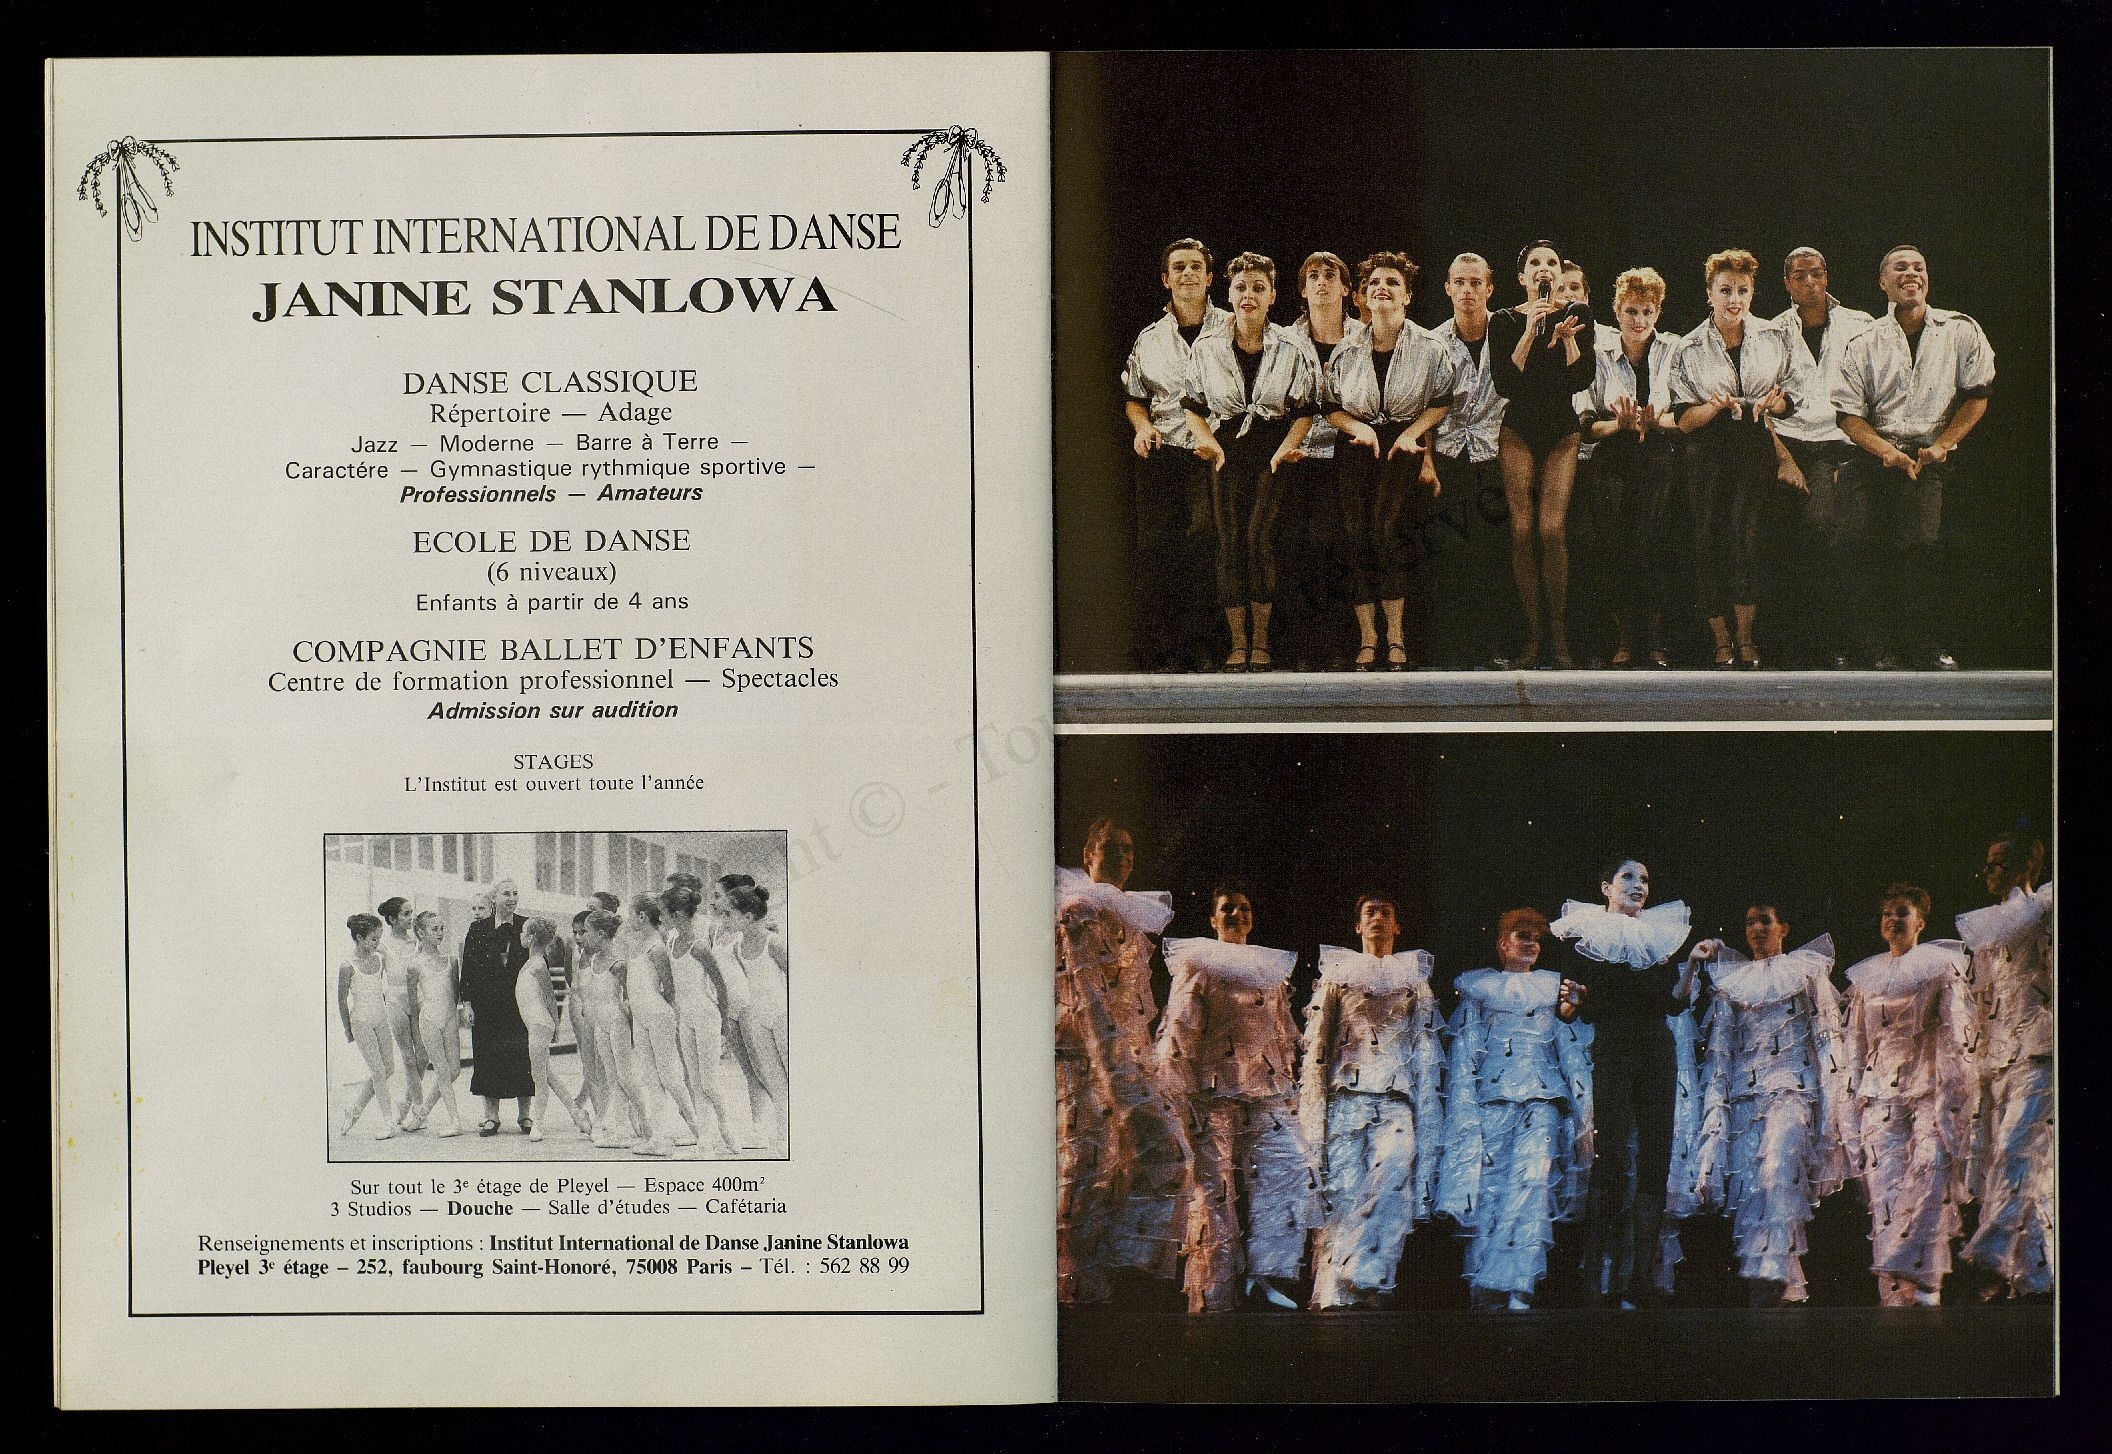 INSTITUT INTERNATIONAL DE DANSE
JANINE STANLOWA
DANSE CLASSIQUE
Répertoire — Adage
Jazz — Moderne — Barre à Terre —
Caractére — Gymnastique rythmique sportive —
Professionnels — Amateurs
ECOLE DE DANSE
(6 niveaux)
Enfants à partir de 4 ans
COMPAGNIE BALLET D'ENFANTS
Centre de formation professionnel — Spectacles
Admission sur audition
STAGES
L'Institut est ouvert toute l'année
Sur tout le 3e étage de Pleyel — Espace 400m²
3 Studios — Douche — Salle d'études — Cafétaria
Renseignements et inscriptions : Institut International de Danse Janine Stanlowa
Pleyel 3e étage – 252, faubourg Saint-Honoré, 75008 Paris – Tél. : 562 88 99